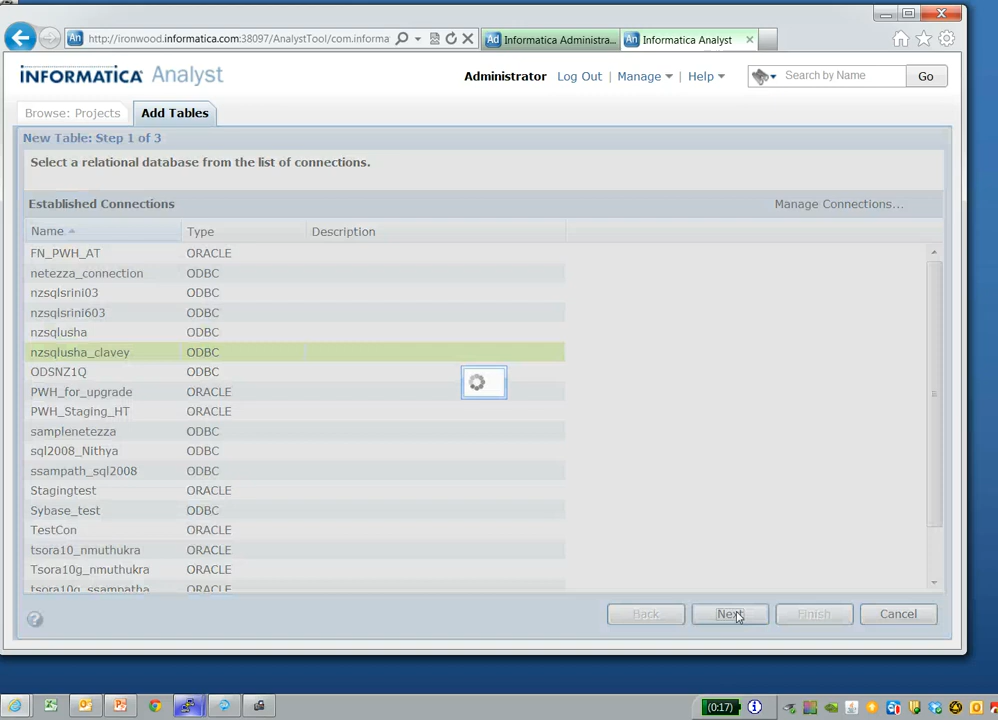 http://ironwood.informatica.com:38097/AnalystTool/com.informa
Ad Informatica Administra...
An Informatica Analyst
INFORMATICA Analyst
Administrator Log Out | Manage | Help
Search by Name
Go
Browse: Projects
Add Tables
New Table: Step 1 of 3
Select a relational database from the list of connections.
Established Connections
Manage Connections...
Name Type Description
FN_PWH_AT ORACLE
netezza_connection ODBC
nzsqlsrini03 ODBC
nzsqlsrini603 ODBC
nzsqlusha ODBC
nzsqlusha_clavey ODBC
ODSNZ1Q ODBC
PWH_for_upgrade ORACLE
PWH_Staging_HT ORACLE
samplenetezza ODBC
sql2008_Nithya ODBC
ssampath_sql2008 ODBC
Stagingtest ORACLE
Sybase_test ODBC
TestCon ORACLE
tsora10_nmuthukra ORACLE
Tsora10g_nmuthukra ORACLE
tsora10g_ssampatha ORACLE
Back Next Finish Cancel
(0:17)